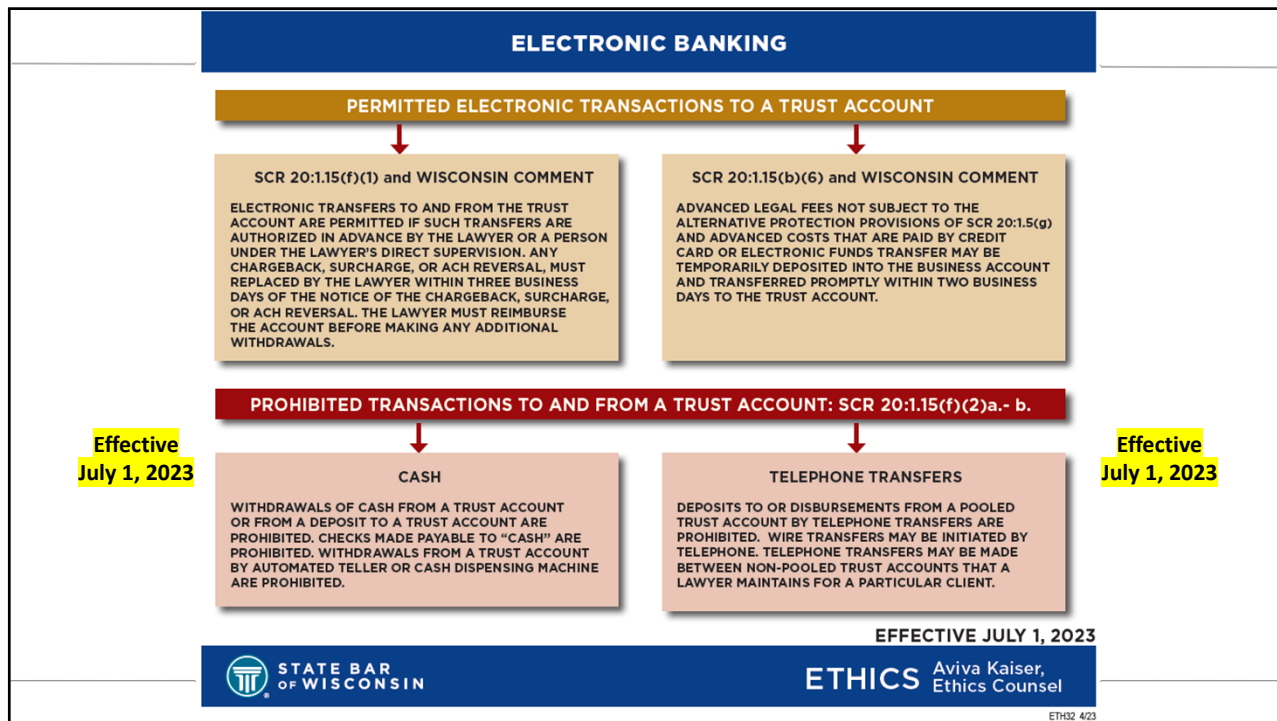 ELECTRONIC BANKING
PERMITTED ELECTRONIC TRANSACTIONS TO A TRUST ACCOUNT
SCR 20:1.15(f)(1) and WISCONSIN COMMENT
ELECTRONIC TRANSFERS TO AND FROM THE TRUST
ACCOUNT ARE PERMITTED IF SUCH TRANSFERS ARE
AUTHORIZED IN ADVANCE BY THE LAWYER OR A PERSON
UNDER THE LAWYER'S DIRECT SUPERVISION. ANY
CHARGEBACK, SURCHARGE, OR ACH REVERSAL, MUST
REPLACED BY THE LAWYER WITHIN THREE BUSINESS
DAYS OF THE NOTICE OF THE CHARGEBACK, SURCHARGE,
OR ACH REVERSAL. THE LAWYER MUST REIMBURSE
THE ACCOUNT BEFORE MAKING ANY ADDITIONAL
WITHDRAWALS.
SCR 20:1.15(b)(6) and WISCONSIN COMMENT
ADVANCED LEGAL FEES NOT SUBJECT TO THE
ALTERNATIVE PROTECTION PROVISIONS OF SCR 20:1.5(g)
AND ADVANCED COSTS THAT ARE PAID BY CREDIT
CARD OR ELECTRONIC FUNDS TRANSFER MAY BE
TEMPORARILY DEPOSITED INTO THE BUSINESS ACCOUNT
AND TRANSFERRED PROMPTLY WITHIN TWO BUSINESS
DAYS TO THE TRUST ACCOUNT.
PROHIBITED TRANSACTIONS TO AND FROM A TRUST ACCOUNT: SCR 20:1.15(f)(2)a.- b.
Effective
July 1, 2023
CASH
WITHDRAWALS OF CASH FROM A TRUST ACCOUNT
OR FROM A DEPOSIT TO A TRUST ACCOUNT ARE
PROHIBITED. CHECKS MADE PAYABLE TO "CASH" ARE
PROHIBITED. WITHDRAWALS FROM A TRUST ACCOUNT
BY AUTOMATED TELLER OR CASH DISPENSING MACHINE
ARE PROHIBITED.
TELEPHONE TRANSFERS
DEPOSITS TO OR DISBURSEMENTS FROM A POOLED
TRUST ACCOUNT BY TELEPHONE TRANSFERS ARE
PROHIBITED. WIRE TRANSFERS MAY BE INITIATED BY
TELEPHONE. TELEPHONE TRANSFERS MAY BE MADE
BETWEEN NON-POOLED TRUST ACCOUNTS THAT A
LAWYER MAINTAINS FOR A PARTICULAR CLIENT.
Effective
July 1, 2023
EFFECTIVE JULY 1, 2023
STATE BAR
OF WISCONSIN
ETHICS
Aviva Kaiser,
Ethics Counsel
ETH32 4/23